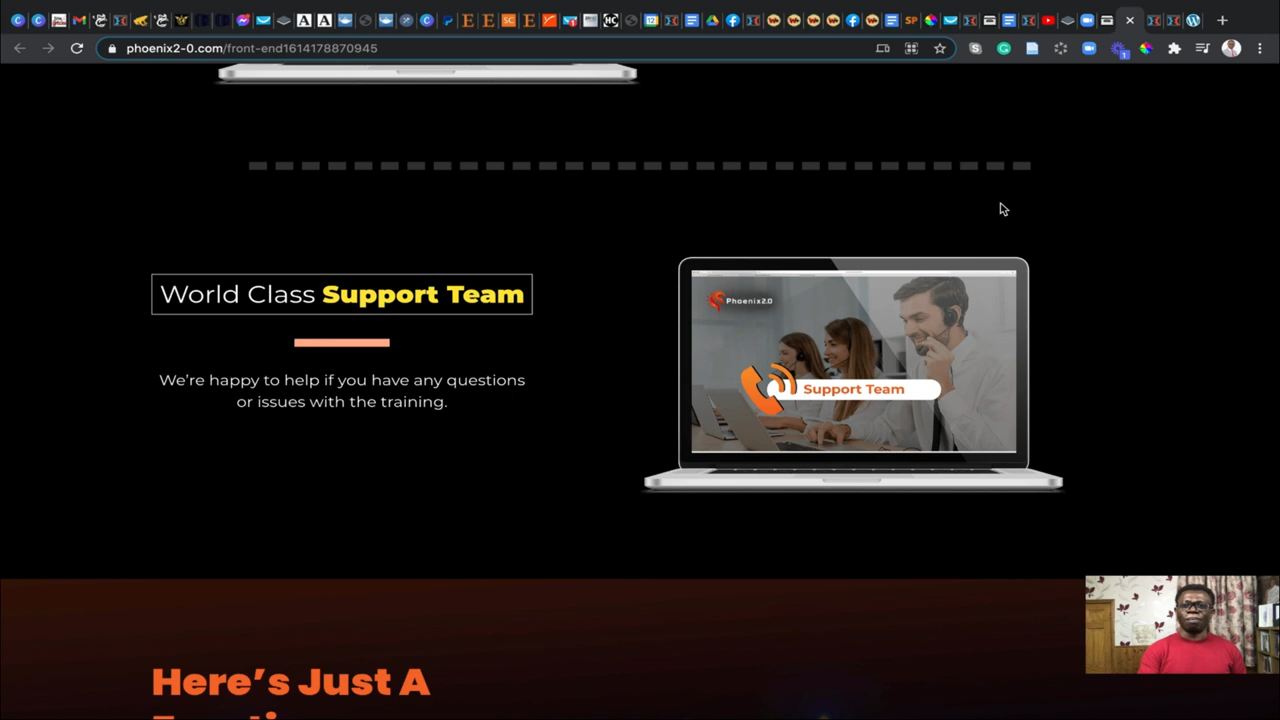 phoenix2-0.com/front-end1614178870945
World Class Support Team
We're happy to help if you have any questions
or issues with the training.
Phoenix2.0
Support Team
Here's Just A